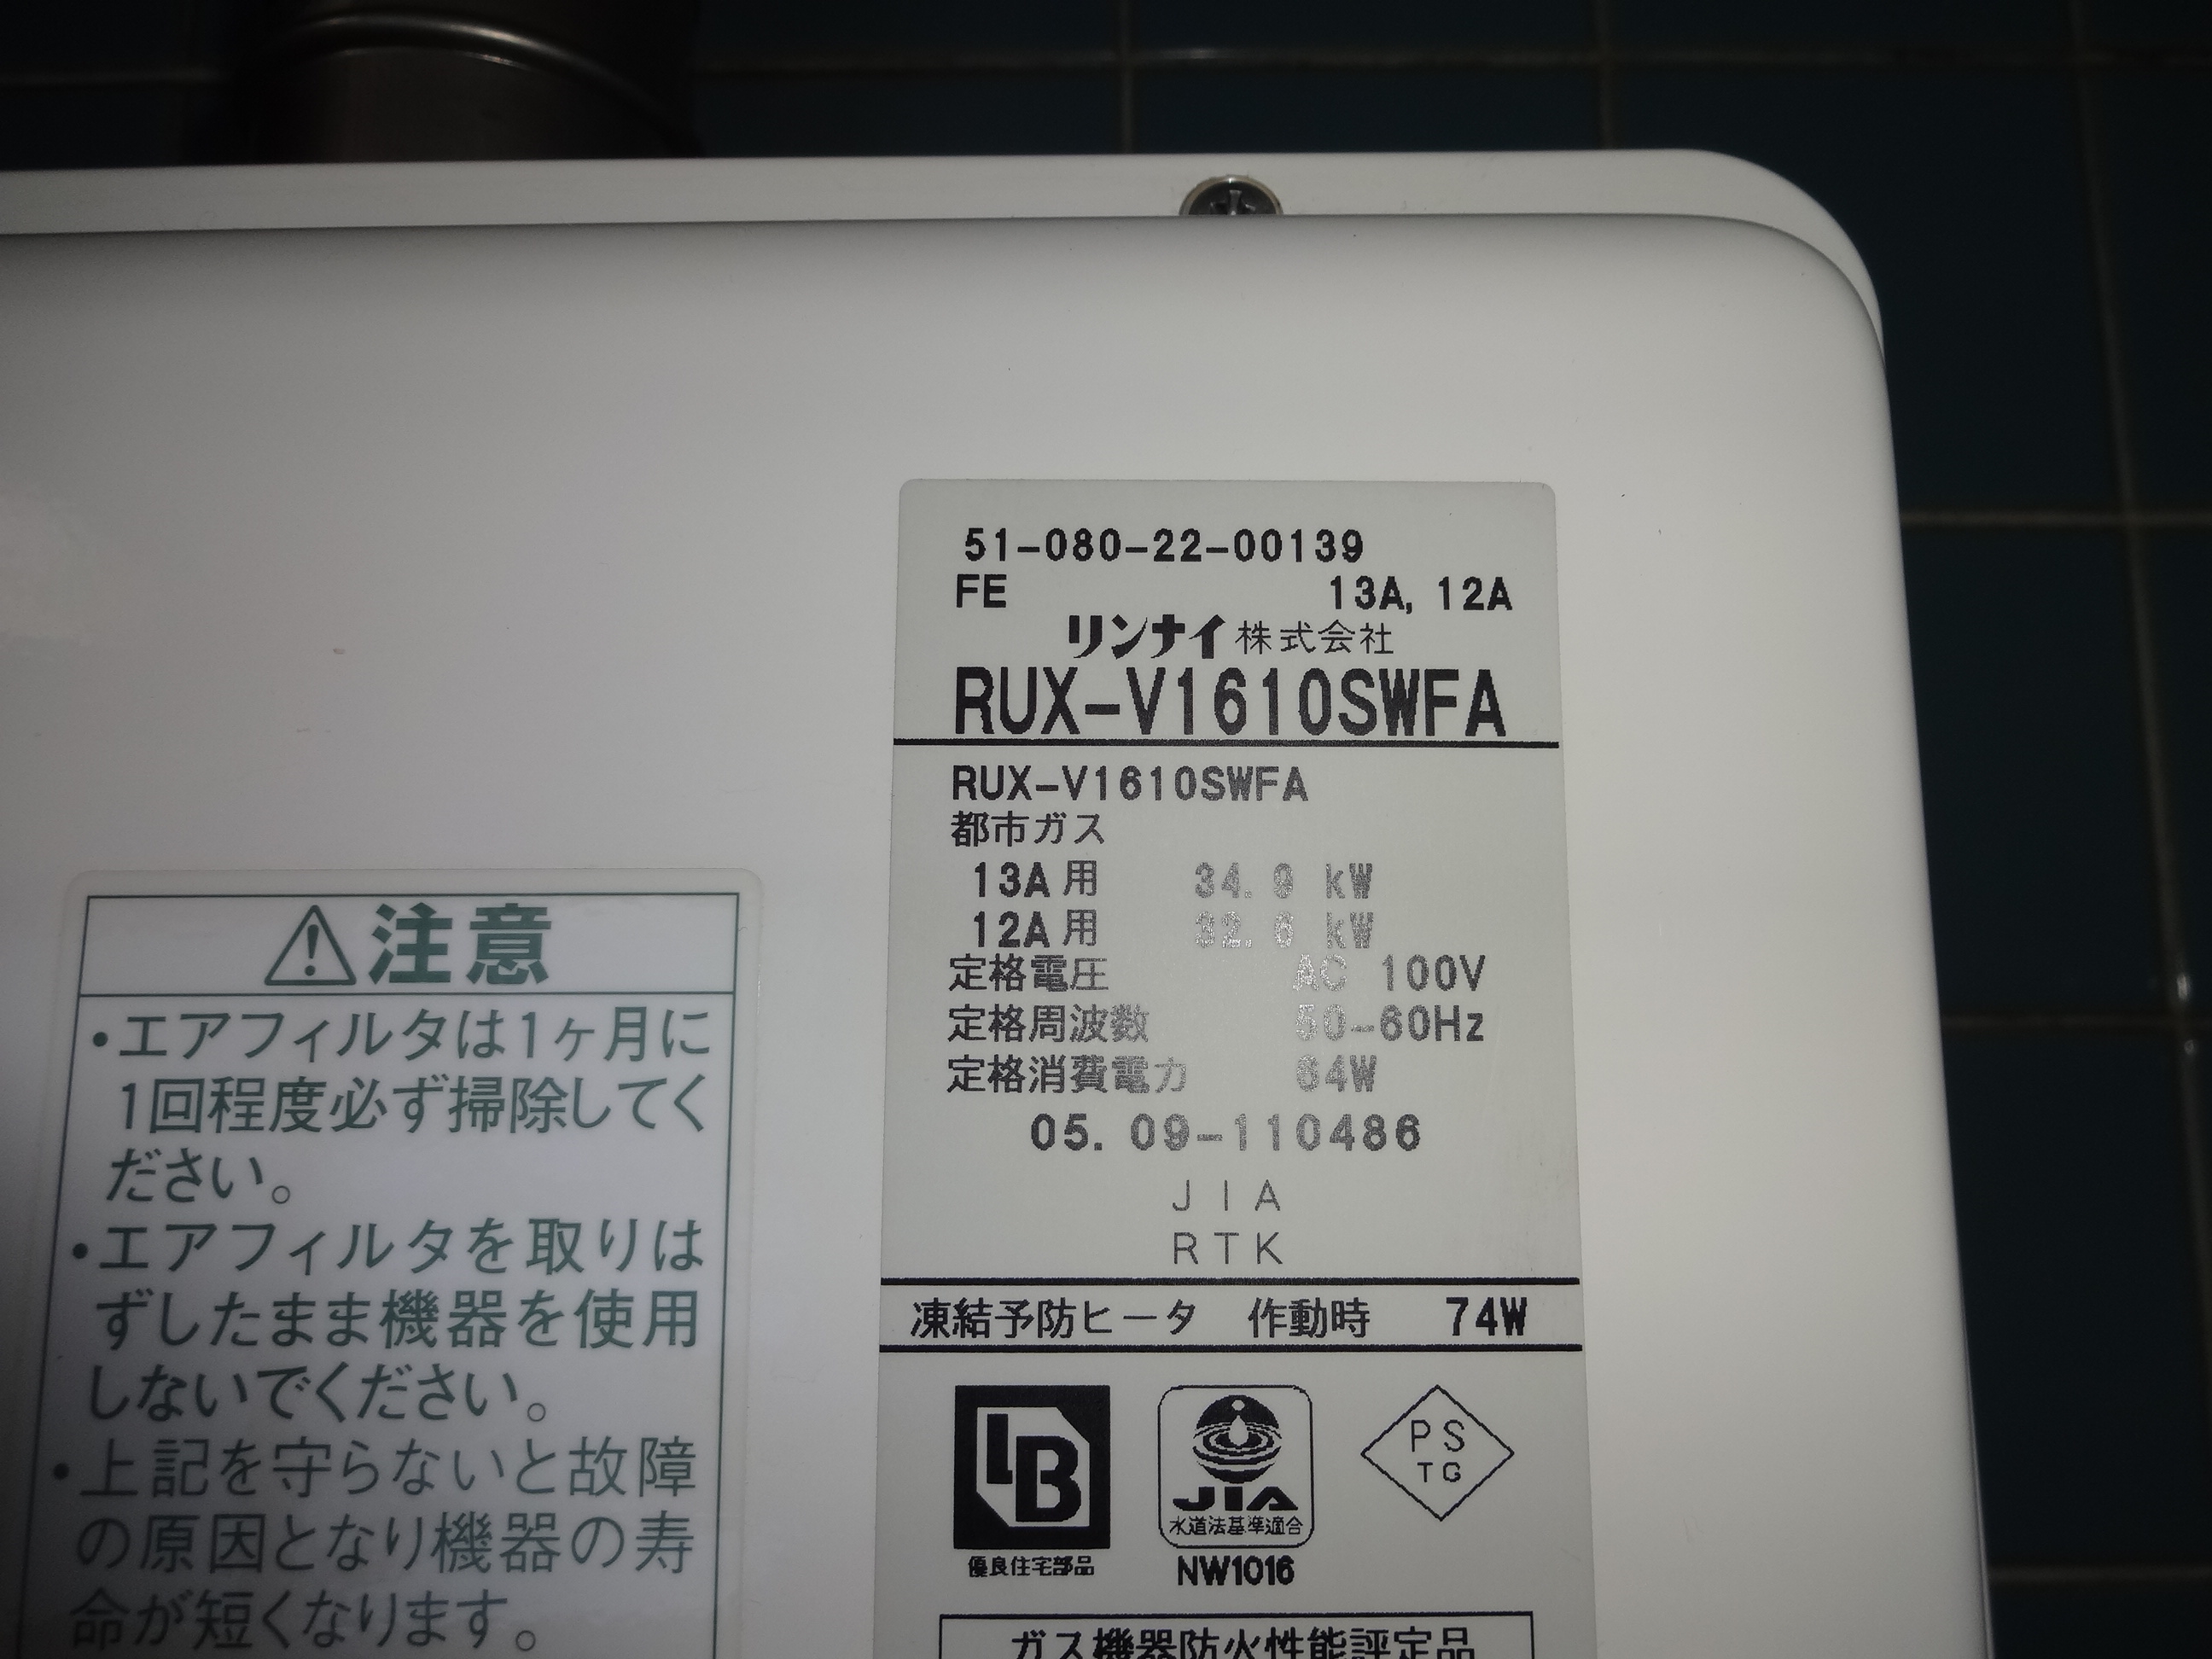 51-080-22-00139
FE 13A, 12A
リンナイ株式会社
RUX-V1610SWFA
RUX-V1610SWFA
都市ガス
13A用 34.9 kW
12A用 32.6 kW
定格電圧 AC 100V
定格周波数 50-60Hz
定格消費電力 64W
05.09-110486
JIA
RTK
凍結予防ヒータ 作動時 74W
LB
優良住宅部品
JIA
水道法基準適合
NW1016
PS
TG
ガス機器防火性能評定品
注意
・エアフィルタは1ヶ月に
1回程度必ず掃除してく
ださい。
・エアフィルタを取りは
ずしたまま機器を使用
しないでください。
・上記を守らないと故障
の原因となり機器の寿
命が短くなります。